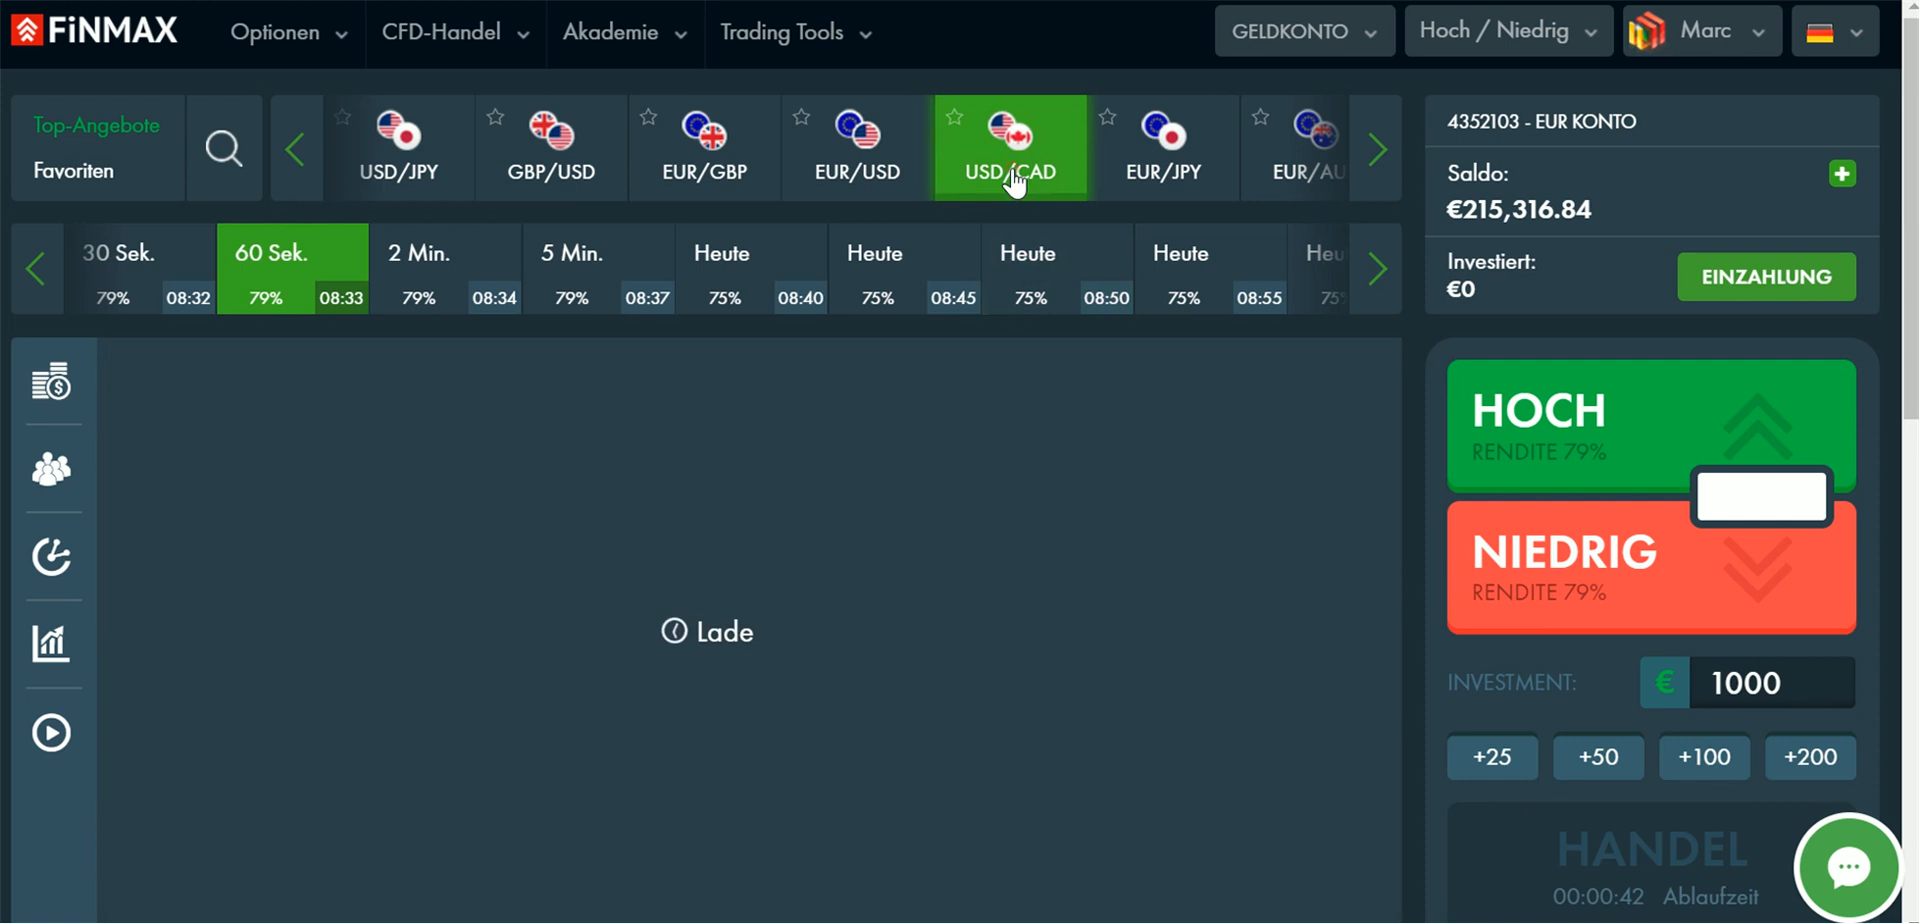 FiNMAX
Optionen
CFD-Handel
Akademie
Trading Tools
GELDKONTO
Hoch / Niedrig
Marc
Top-Angebote
Favoriten
USD/JPY
GBP/USD
EUR/GBP
EUR/USD
USD/CAD
EUR/JPY
EUR/AU
4352103 - EUR KONTO
Saldo:
€215,316.84
Investiert:
€0
EINZAHLUNG
30 Sek.
79% 08:32
60 Sek.
79% 08:33
2 Min.
79% 08:34
5 Min.
79% 08:37
Heute
75% 08:40
Heute
75% 08:45
Heute
75% 08:50
Heute
75% 08:55
Heu
75%
Lade
HOCH
RENDITE 79%
NIEDRIG
RENDITE 79%
INVESTMENT: € 1000
+25 +50 +100 +200
HANDEL
00:00:42 Ablaufzeit